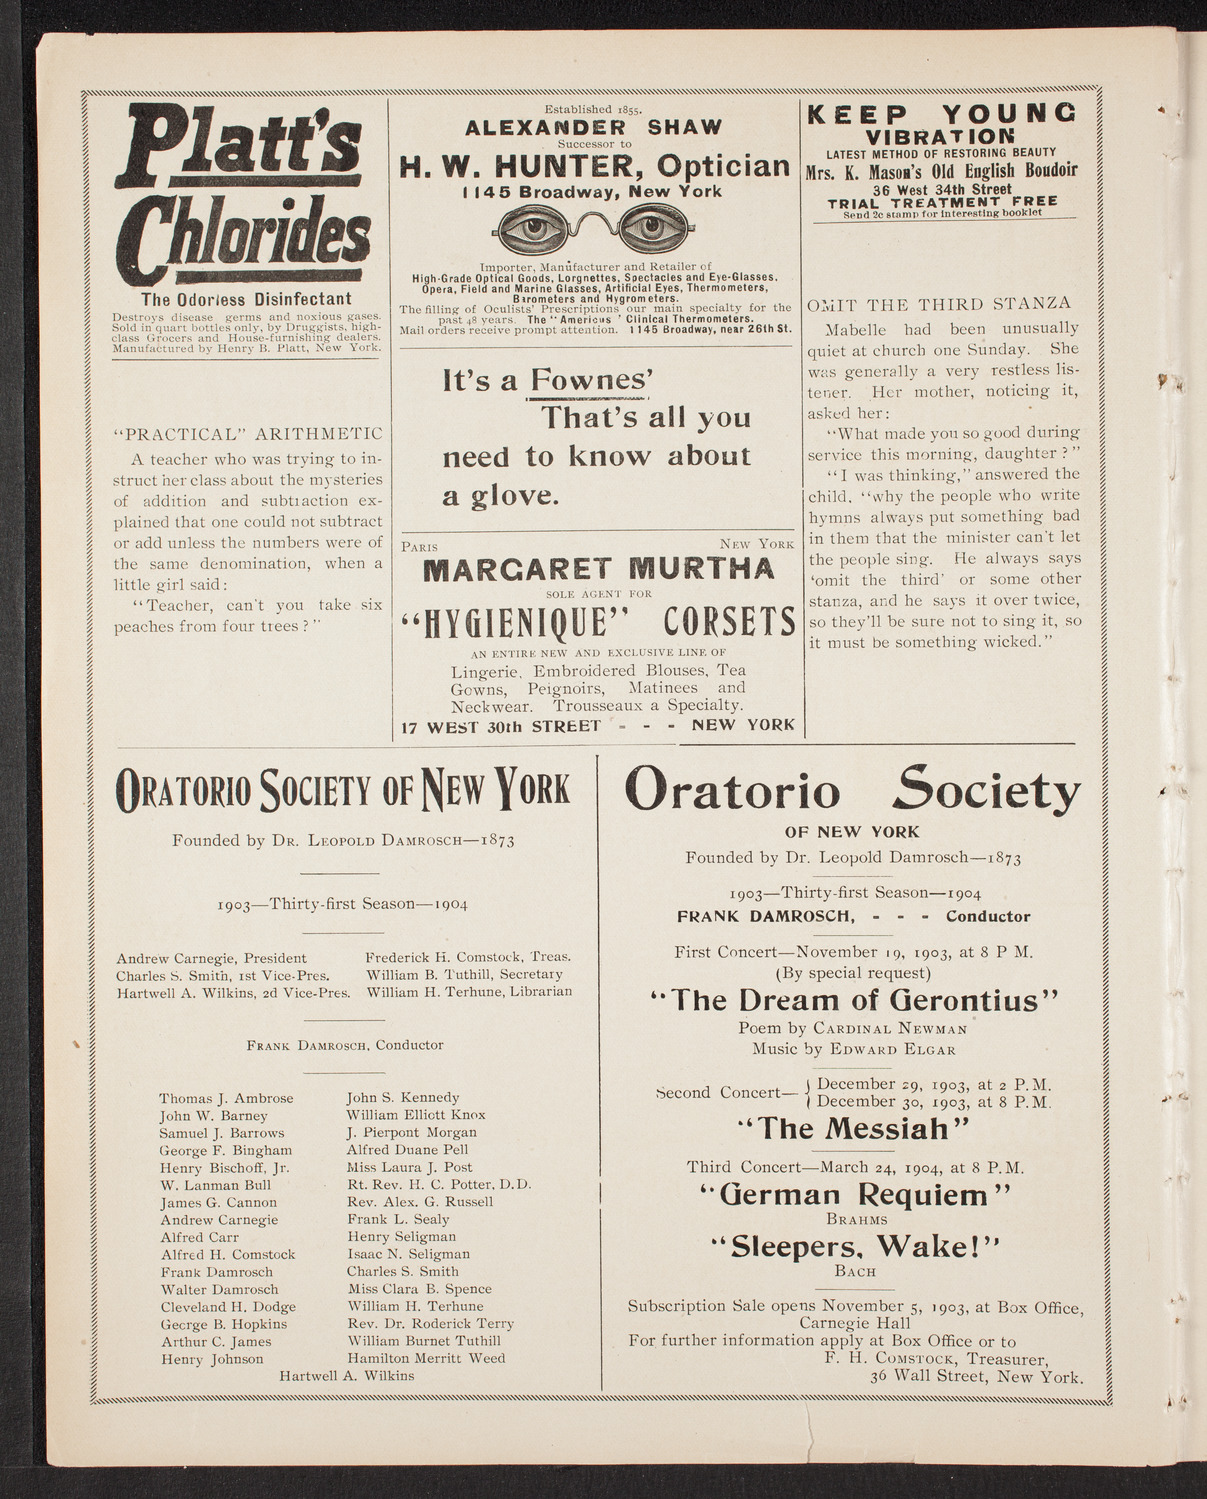 Platt's
Chlorides
The Odorless Disinfectant
Destroys disease germs and noxious gases.
Sold in quart bottles only, by Druggists, high-
class Grocers and House-furnishing dealers.
Manufactured by Henry B. Platt, New York.
"PRACTICAL" ARITHMETIC
A teacher who was trying to in-
struct her class about the mysteries
of addition and subtraction ex-
plained that one could not subtract
or add unless the numbers were of
the same denomination, when a
little girl said:
"Teacher, can't you take six
peaches from four trees?"
Established 1855.
ALEXANDER SHAW
Successor to
H. W. HUNTER, Optician
1145 Broadway, New York
Importer, Manufacturer and Retailer of
High-Grade Optical Goods, Lorgnettes, Spectacles and Eye-Glasses.
Opera, Field and Marine Glasses, Artificial Eyes, Thermometers,
Barometers and Hygrometers.
The filling of Oculists' Prescriptions our main specialty for the
past 48 years. The "Americus' Clinical Thermometers.
Mail orders receive prompt attention. 1145 Broadway, near 26th St.
It's a Fownes'
That's all you
need to know about
a glove.
PARIS NEW YORK
MARGARET MURTHA
SOLE AGENT FOR
"HYGIENIQUE" CORSETS
AN ENTIRE NEW AND EXCLUSIVE LINE OF
Lingerie, Embroidered Blouses, Tea
Gowns, Peignoirs, Matinees and
Neckwear. Trousseaux a Specialty.
17 WEST 30th STREET - - - NEW YORK
KEEP YOUNG
VIBRATION
LATEST METHOD OF RESTORING BEAUTY
Mrs. K. Mason's Old English Boudoir
36 West 34th Street
TRIAL TREATMENT FREE
Send 2c stamp for interesting booklet
OMIT THE THIRD STANZA
Mabelle had been unusually
quiet at church one Sunday. She
was generally a very restless lis-
tener. Her mother, noticing it,
asked her:
"What made you so good during
service this morning, daughter?"
"I was thinking," answered the
child, "why the people who write
hymns always put something bad
in them that the minister can't let
the people sing. He always says
'omit the third' or some other
stanza, and he says it over twice,
so they'll be sure not to sing it, so
it must be something wicked."
ORATORIO SOCIETY OF NEW YORK
Founded by DR. LEOPOLD DAMROSCH—1873
1903—Thirty-first Season—1904
Andrew Carnegie, President Frederick H. Comstock, Treas.
Charles S. Smith, 1st Vice-Pres. William B. Tuthill, Secretary
Hartwell A. Wilkins, 2d Vice-Pres. William H. Terhune, Librarian
FRANK DAMROSCH, Conductor
Thomas J. Ambrose John S. Kennedy
John W. Barney William Elliott Knox
Samuel J. Barrows J. Pierpont Morgan
George F. Bingham Alfred Duane Pell
Henry Bischoff, Jr. Miss Laura J. Post
W. Lanman Bull Rt. Rev. H. C. Potter, D.D.
James G. Cannon Rev. Alex. G. Russell
Andrew Carnegie Frank L. Sealy
Alfred Carr Henry Seligman
Alfred H. Comstock Isaac N. Seligman
Frank Damrosch Charles S. Smith
Walter Damrosch Miss Clara B. Spence
Cleveland H. Dodge William H. Terhune
George B. Hopkins Rev. Dr. Roderick Terry
Arthur C. James William Burnet Tuthill
Henry Johnson Hamilton Merritt Weed
Hartwell A. Wilkins
Oratorio Society
OF NEW YORK
Founded by Dr. Leopold Damrosch—1873
1903—Thirty-first Season—1904
FRANK DAMROSCH, - - - Conductor
First Concert—November 19, 1903, at 8 P M.
(By special request)
"The Dream of Gerontius"
Poem by CARDINAL NEWMAN
Music by EDWARD ELGAR
Second Concert— { December 29, 1903, at 2 P.M.
December 30, 1903, at 8 P.M.
"The Messiah"
Third Concert—March 24, 1904, at 8 P.M.
"German Requiem"
BRAHMS
"Sleepers, Wake!"
BACH
Subscription Sale opens November 5, 1903, at Box Office,
Carnegie Hall
For further information apply at Box Office or to
F. H. COMSTOCK, Treasurer,
36 Wall Street, New York.